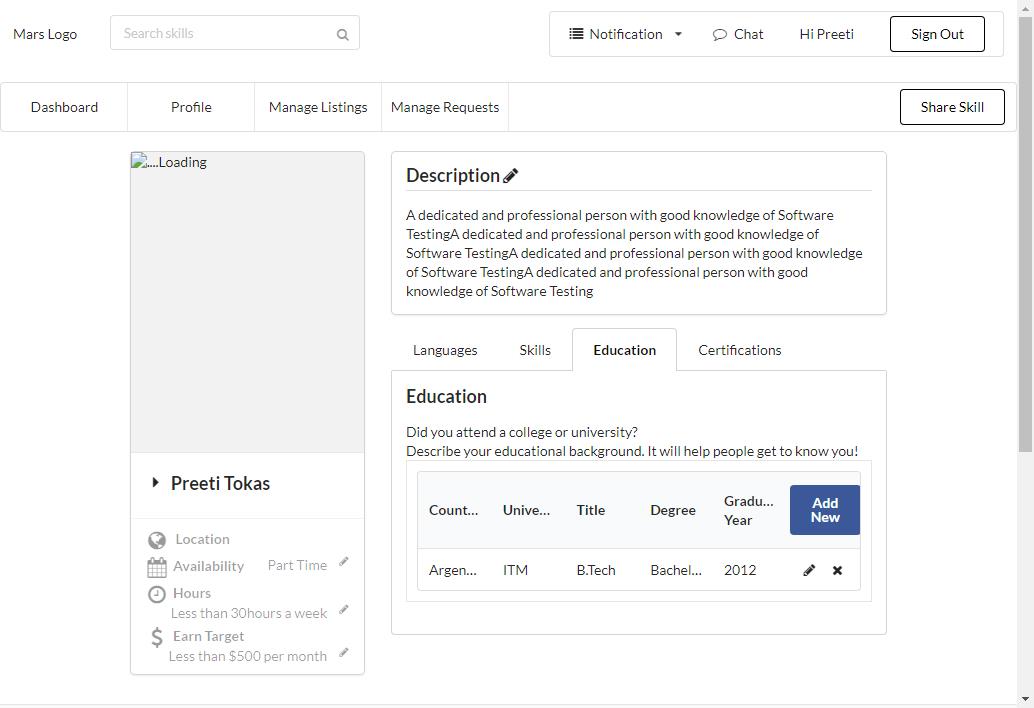 Mars Logo
Search skills
Notification
Chat
Hi Preeti
Sign Out
Dashboard
Profile
Manage Listings
Manage Requests
Share Skill
....Loading
Preeti Tokas
Location
Availability
Part Time
Hours
Less than 30hours a week
Earn Target
Less than $500 per month
Description
A dedicated and professional person with good knowledge of Software
TestingA dedicated and professional person with good knowledge of
Software TestingA dedicated and professional person with good knowledge
of Software TestingA dedicated and professional person with good
knowledge of Software Testing
Languages
Skills
Education
Certifications
Education
Did you attend a college or university?
Describe your educational background. It will help people get to know you!
Count...
Unive...
Title
Degree
Gradu...
Year
Add
New
Argen...
ITM
B.Tech
Bachel...
2012